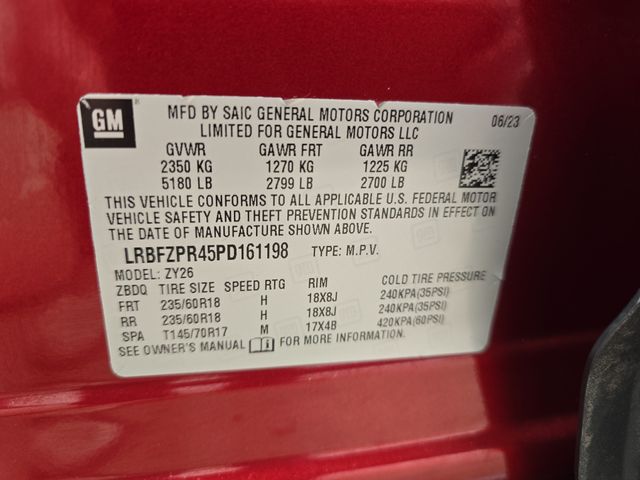 GM
MFD BY SAIC GENERAL MOTORS CORPORATION 06/23
LIMITED FOR GENERAL MOTORS LLC
GVWR GAWR FRT GAWR RR
2350 KG 1270 KG 1225 KG
5180 LB 2799 LB 2700 LB
THIS VEHICLE CONFORMS TO ALL APPLICABLE U.S. FEDERAL MOTOR
VEHICLE SAFETY AND THEFT PREVENTION STANDARDS IN EFFECT ON
THE DATE OF MANUFACTURE SHOWN ABOVE.
LRBFZPR45PD161198 TYPE: M.P.V.
MODEL: ZY26
ZBDQ TIRE SIZE SPEED RTG RIM COLD TIRE PRESSURE
FRT 235/60R18 H 18X8J 240KPA(35PSI)
RR 235/60R18 H 18X8J 240KPA(35PSI)
SPA T145/70R17 M 17X4B 420KPA(60PSI)
SEE OWNER'S MANUAL FOR MORE INFORMATION.